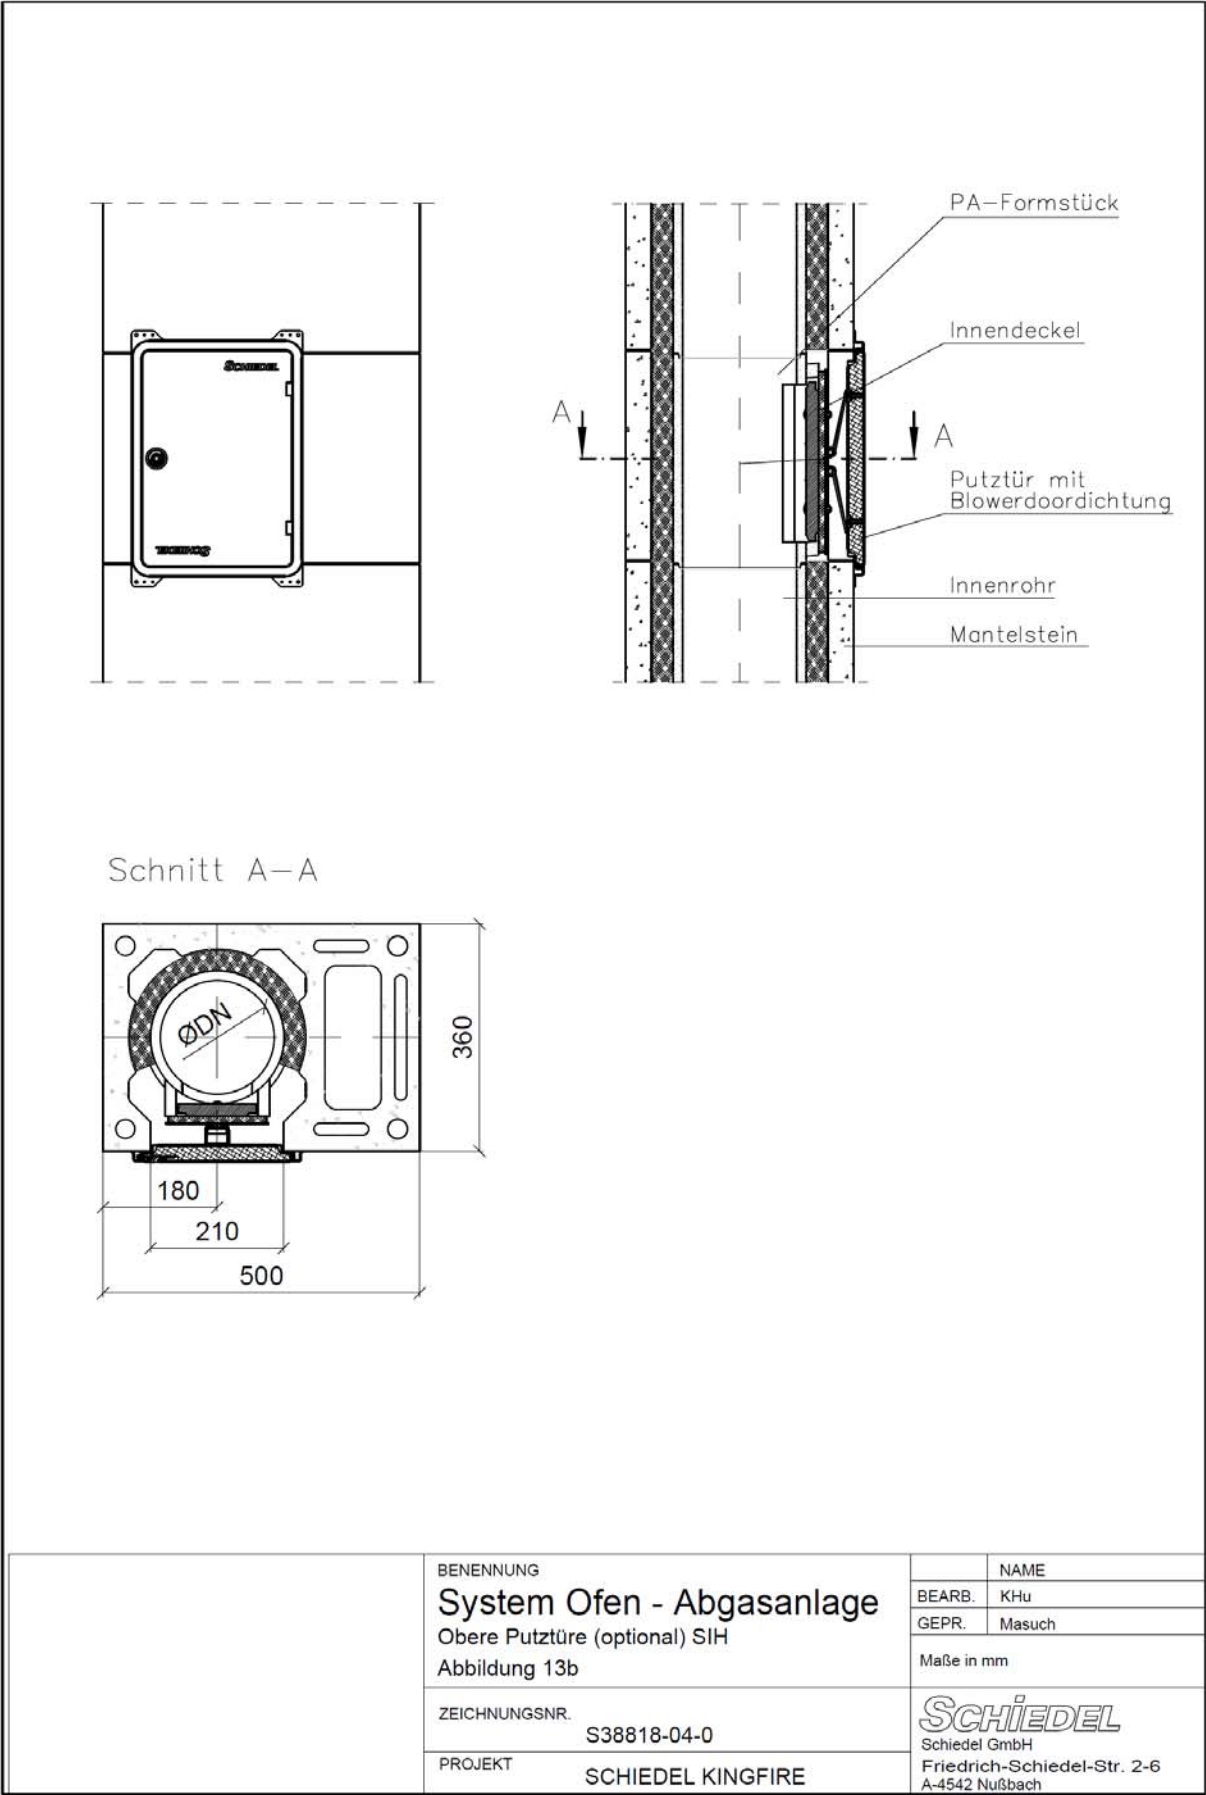 SCHIEDEL
SCHIEDEL
PA-Formstück
Innendeckel
A
A
Putztür mit
Blowerdoordichtung
Innenrohr
Mantelstein
Schnitt A-A
ØDN
360
180
210
500
BENENNUNG
System Ofen - Abgasanlage
Obere Putztüre (optional) SIH
Abbildung 13b
ZEICHNUNGSNR.
S38818-04-0
PROJEKT
SCHIEDEL KINGFIRE
NAME
BEARB. KHu
GEPR. Masuch
Maße in mm
SCHIEDEL
Schiedel GmbH
Friedrich-Schiedel-Str. 2-6
A-4542 Nußbach